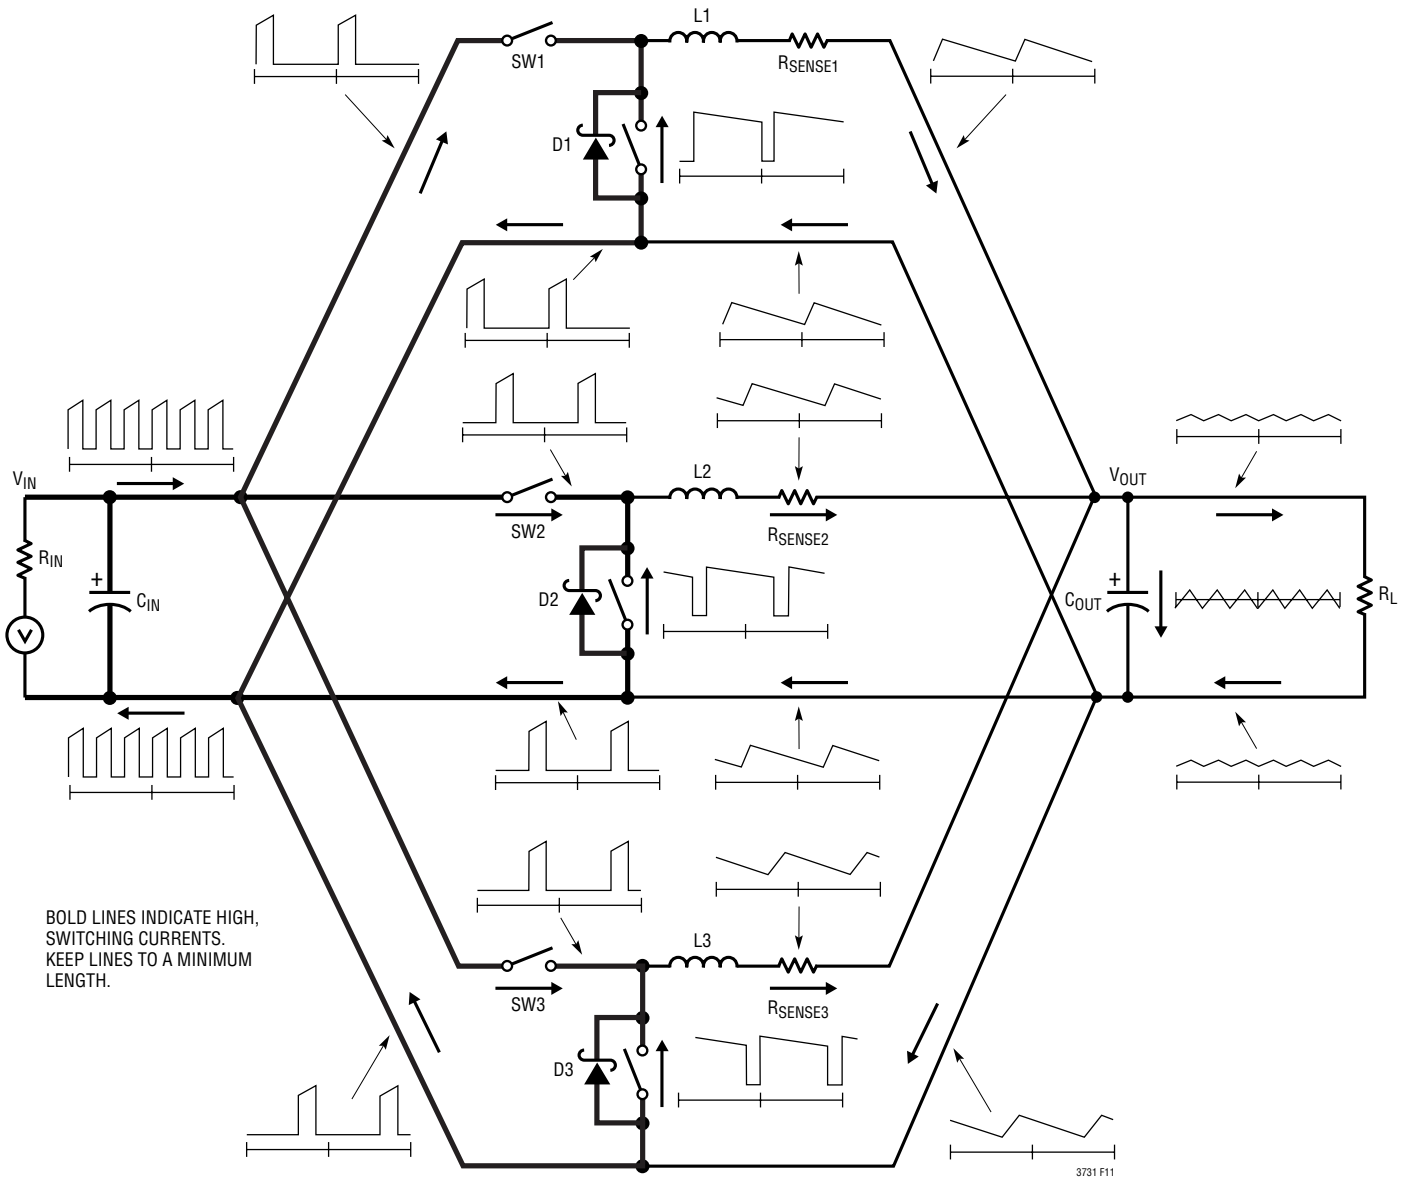 L1
SW1
RSENSE1
D1
VIN
L2
VOUT
SW2
RSENSE2
RIN
+
CIN
D2
+
COUT
RL
BOLD LINES INDICATE HIGH,
SWITCHING CURRENTS.
KEEP LINES TO A MINIMUM
LENGTH.
L3
SW3
RSENSE3
D3
3731 F11